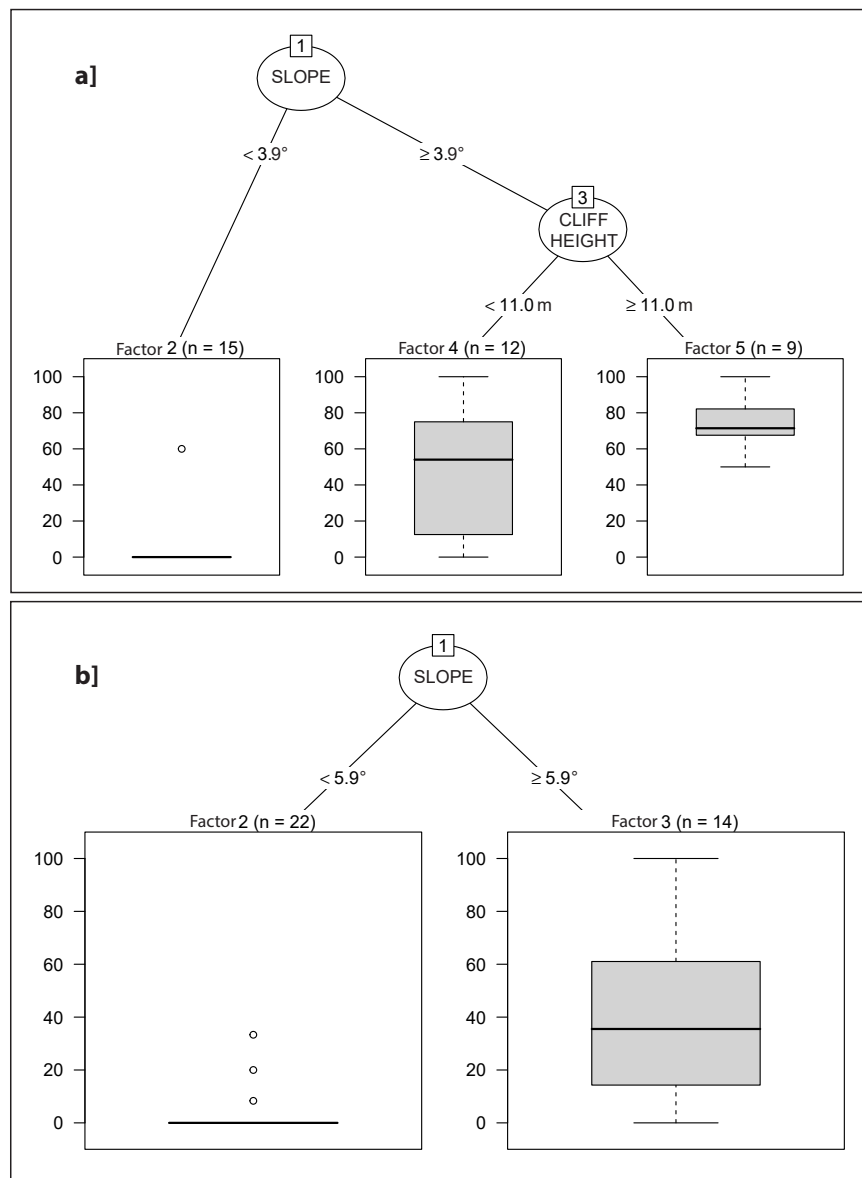 a]
1
SLOPE
< 3.9°
≥ 3.9°
3
CLIFF
HEIGHT
< 11.0 m
≥ 11.0 m
Factor 2 (n = 15)
100
80
60
40
20
0
Factor 4 (n = 12)
100
80
60
40
20
0
Factor 5 (n = 9)
100
80
60
40
20
0
b]
1
SLOPE
< 5.9°
≥ 5.9°
Factor 2 (n = 22)
100
80
60
40
20
0
Factor 3 (n = 14)
100
80
60
40
20
0